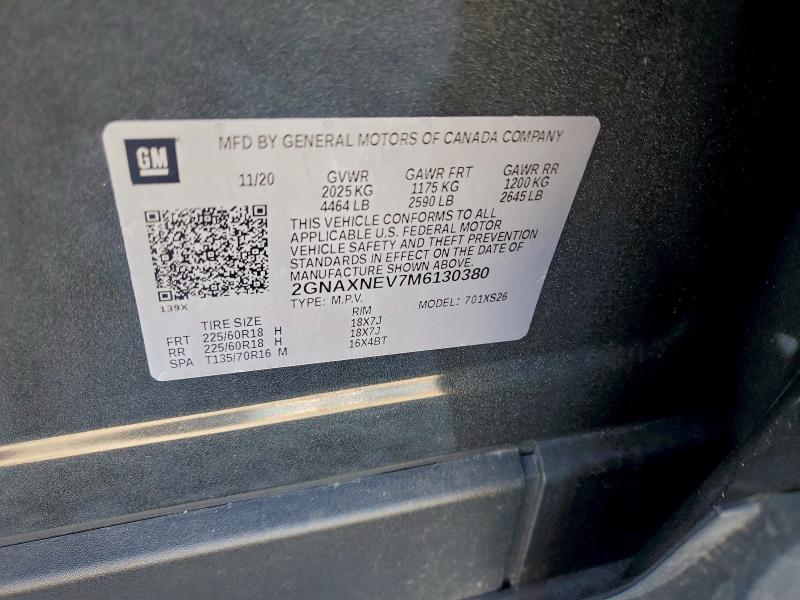 GM
MFD BY GENERAL MOTORS OF CANADA COMPANY
11/20 GVWR GAWR FRT GAWR RR
2025 KG 1175 KG 1200 KG
4464 LB 2590 LB 2645 LB
THIS VEHICLE CONFORMS TO ALL
APPLICABLE U.S. FEDERAL MOTOR
VEHICLE SAFETY AND THEFT PREVENTION
STANDARDS IN EFFECT ON THE DATE OF
MANUFACTURE SHOWN ABOVE.
2GNAXNEV7M6130380
139X
TYPE: M.P.V. MODEL: 701XS26
TIRE SIZE RIM
FRT 225/60R18 H 18X7J
RR 225/60R18 H 18X7J
SPA T135/70R16 M 16X4BT